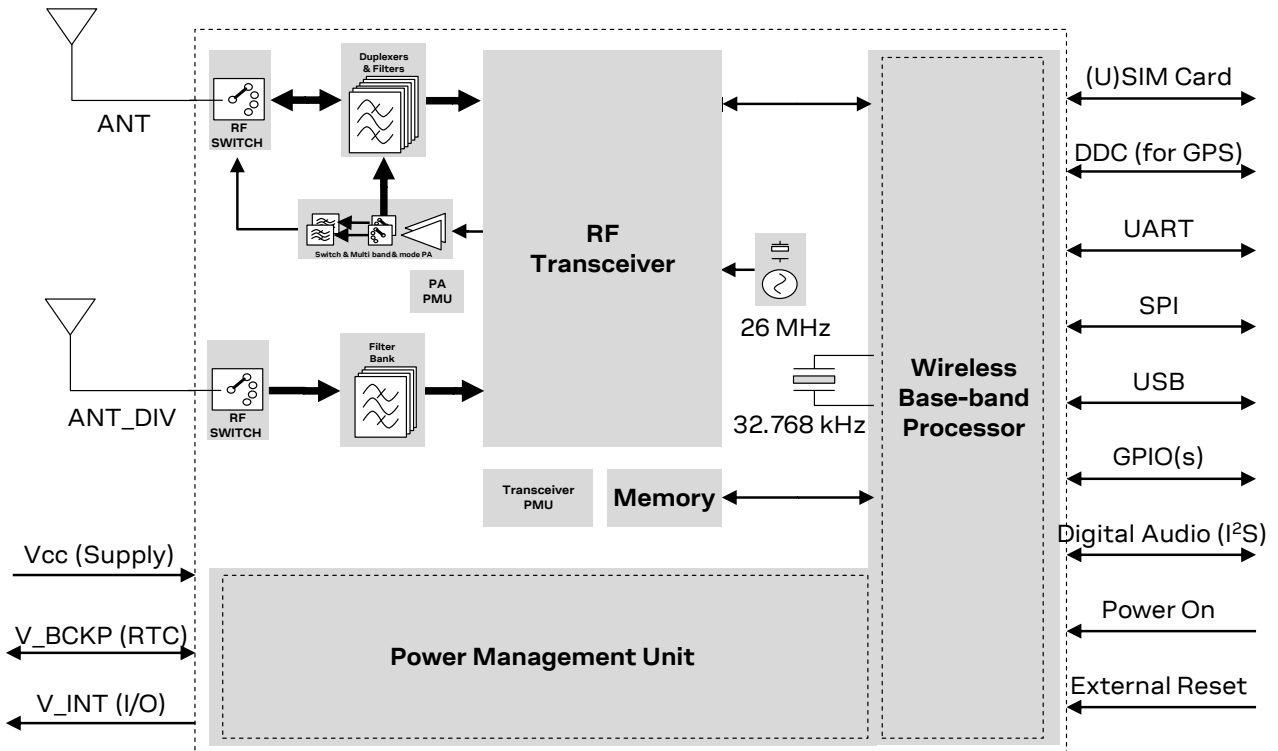 ANT
RF
SWITCH
Duplexers
& Filters
Switch & Multi band & mode PA
PA
PMU
RF
Transceiver
26 MHz
32.768 kHz
ANT_DIV
RF
SWITCH
Filter
Bank
Transceiver
PMU
Memory
Wireless
Base-band
Processor
Power Management Unit
Vcc (Supply)
V_BCKP (RTC)
V_INT (I/O)
(U)SIM Card
DDC (for GPS)
UART
SPI
USB
GPIO(s)
Digital Audio (I²S)
Power On
External Reset